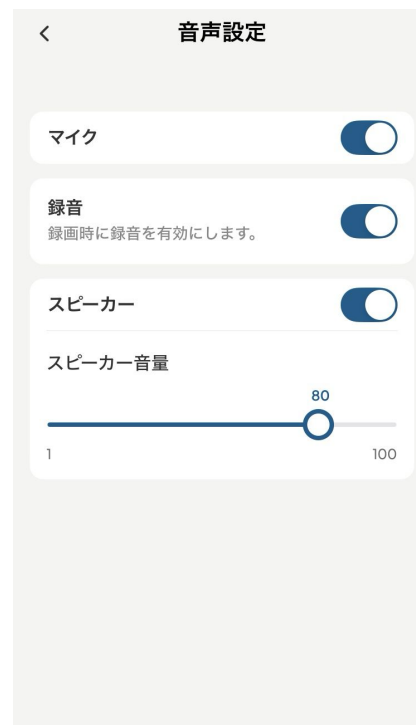 音声設定
マイク
録音
録画時に録音を有効にします。
スピーカー
スピーカー音量
80
1
100